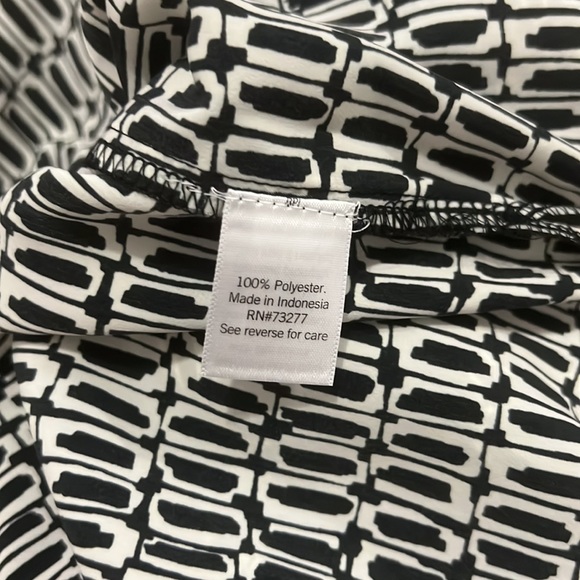 100% Polyester.
Made in Indonesia
RN#73277
See reverse for care